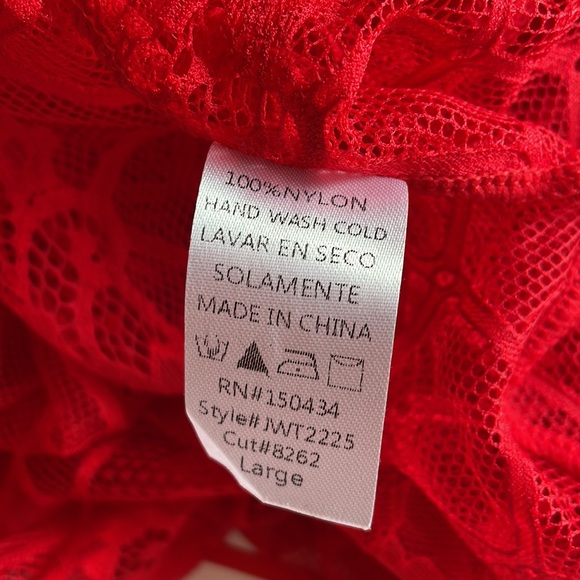 100%NYLON
HAND WASH COLD
LAVAR EN SECO
SOLAMENTE
MADE IN CHINA
RN#150434
Style#JWT2225
Cut#8262
Large